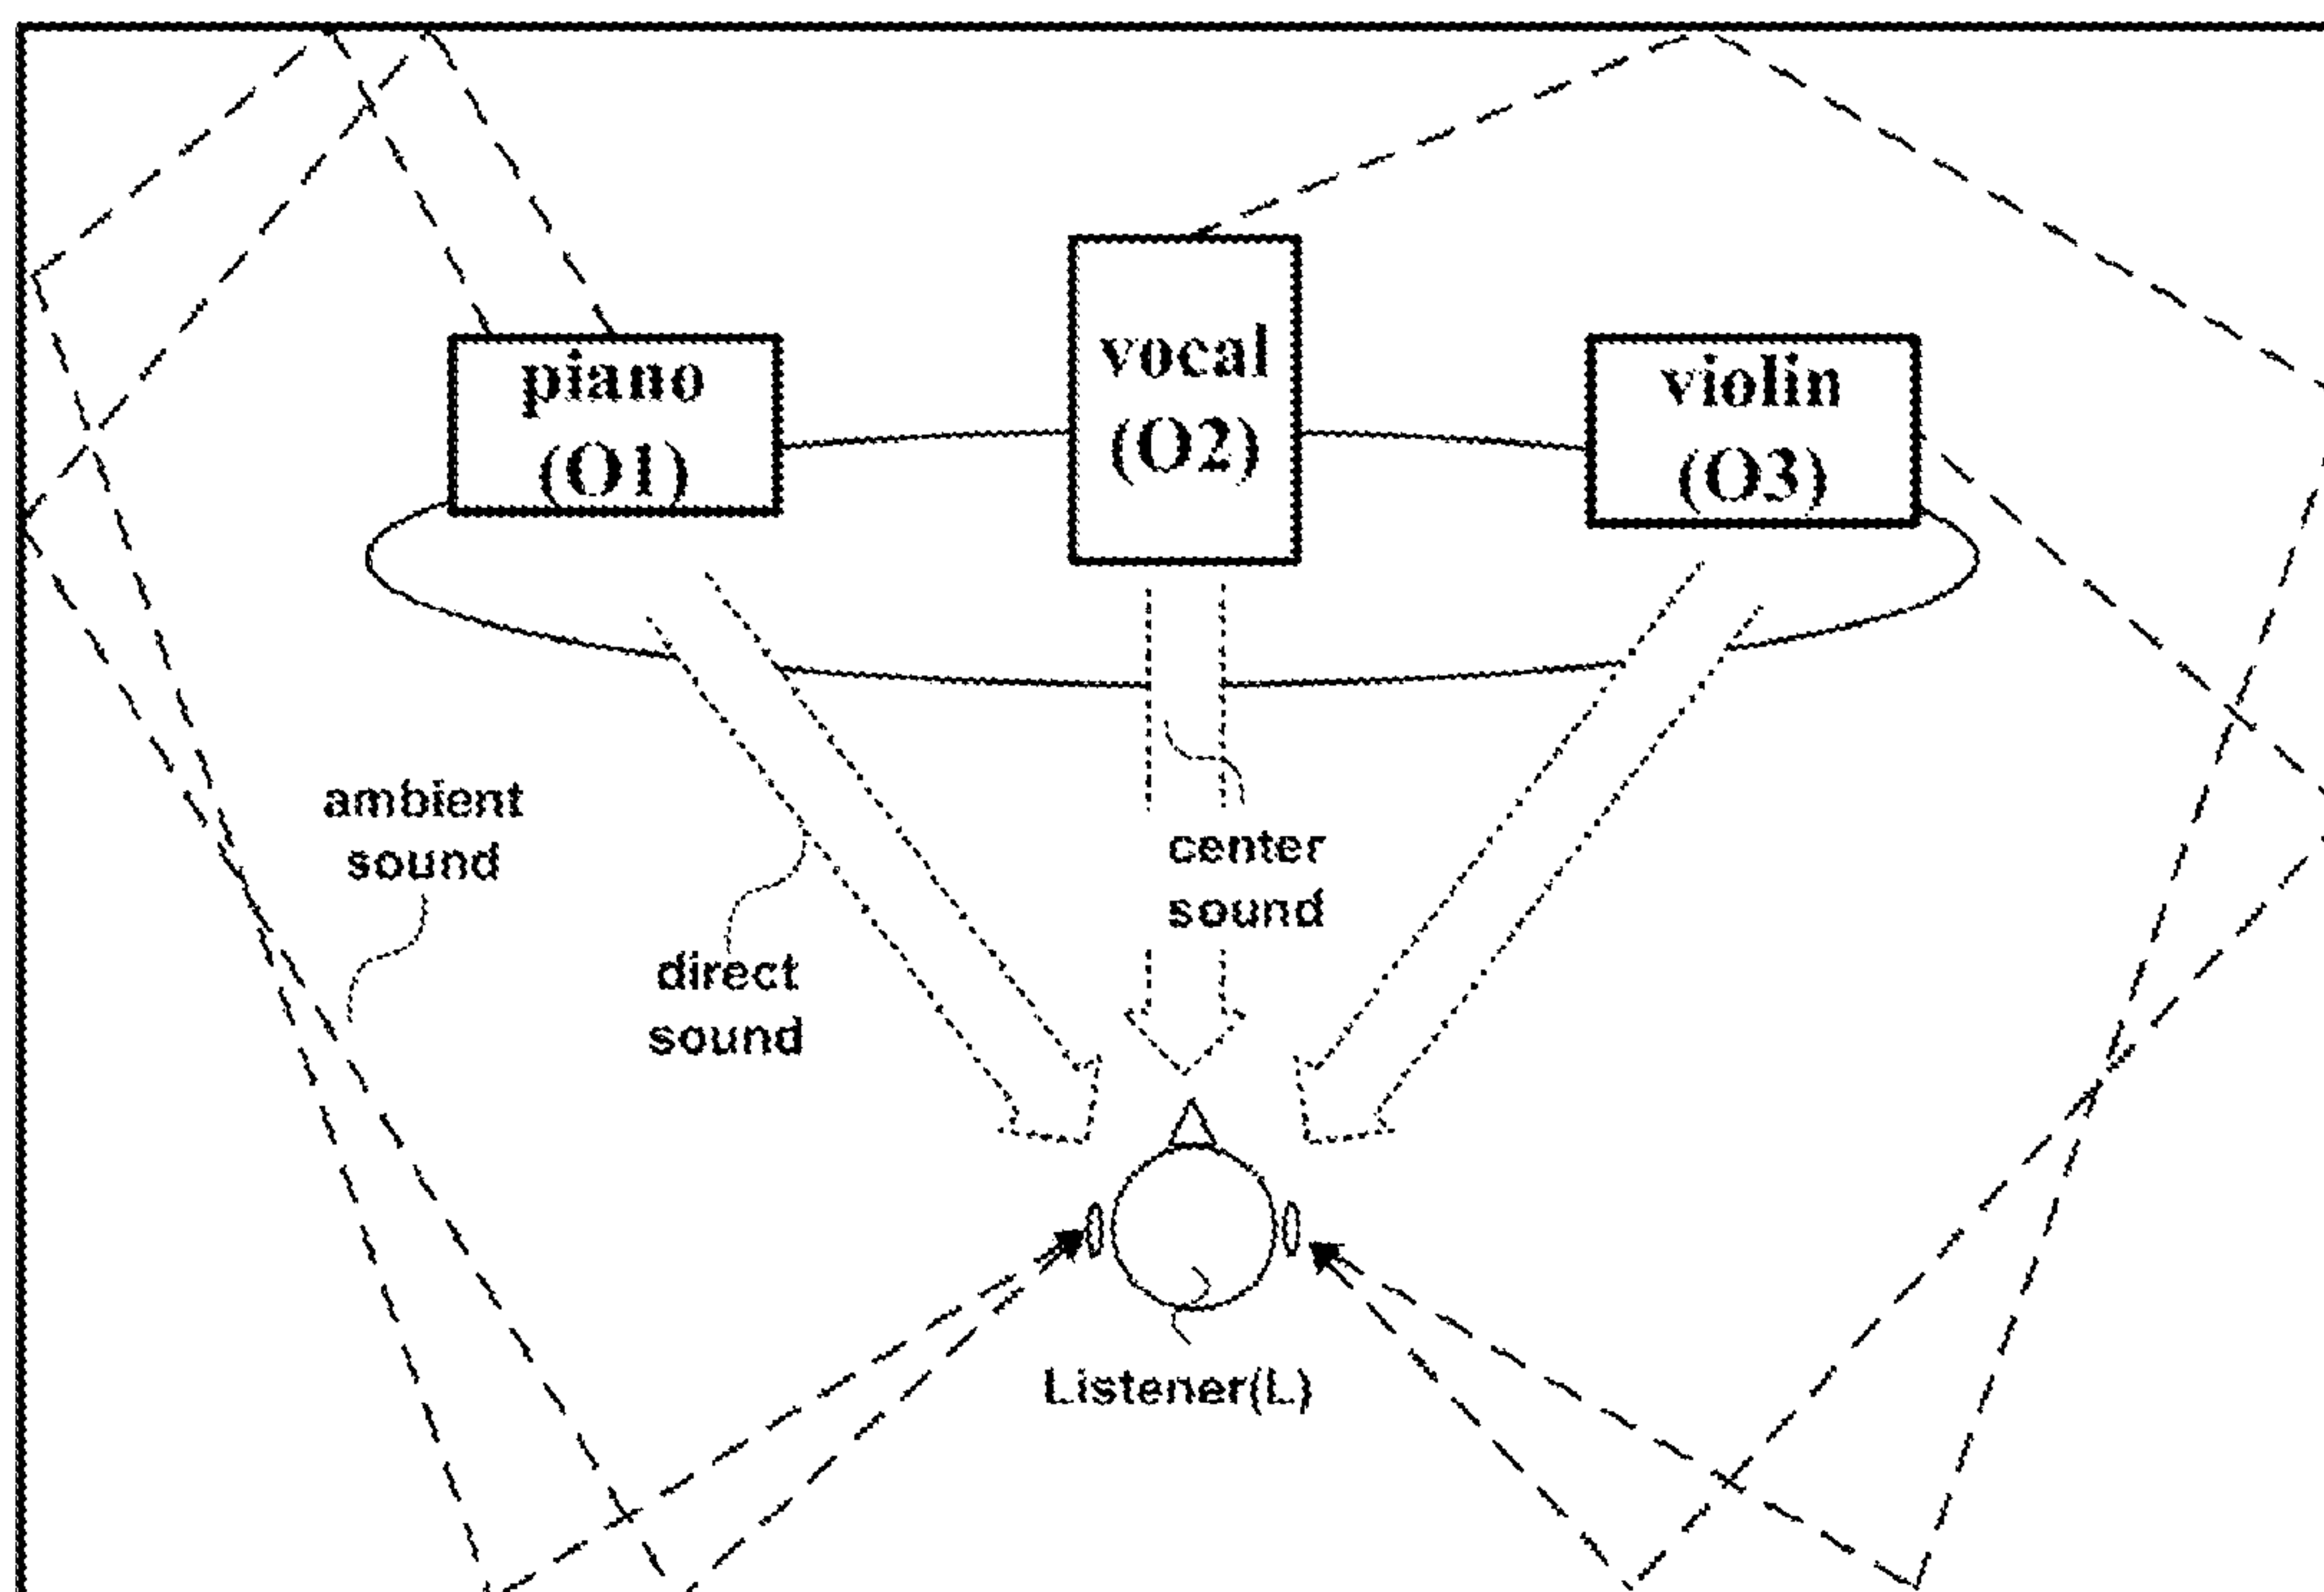 piano
(O1)
vocal
(O2)
violin
(O3)
ambient
sound
direct
sound
center
sound
Listener(L)